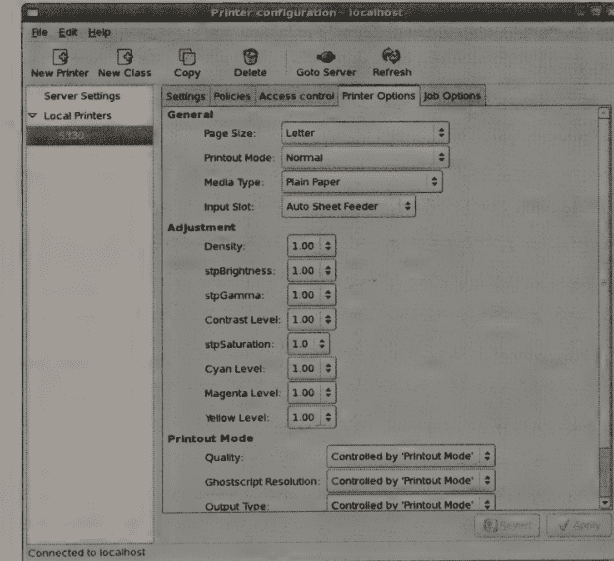 Printer configuration - localhost
File Edit Help
New Printer New Class Copy Delete Goto Server Refresh
Server Settings
Local Printers
Settings Policies Access control Printer Options Job Options
General
Page Size: Letter
Printout Mode: Normal
Media Type: Plain Paper
Input Slot: Auto Sheet Feeder
Adjustment
Density: 1.00
stpBrightness: 1.00
stpGamma: 1.00
Contrast Level: 1.00
stpSaturation: 1.0
Cyan Level: 1.00
Magenta Level: 1.00
Yellow Level: 1.00
Printout Mode
Quality: Controlled by 'Printout Mode'
Ghostscript Resolution: Controlled by 'Printout Mode'
Output Type: Controlled by 'Printout Mode'
Revert Apply
Connected to localhost